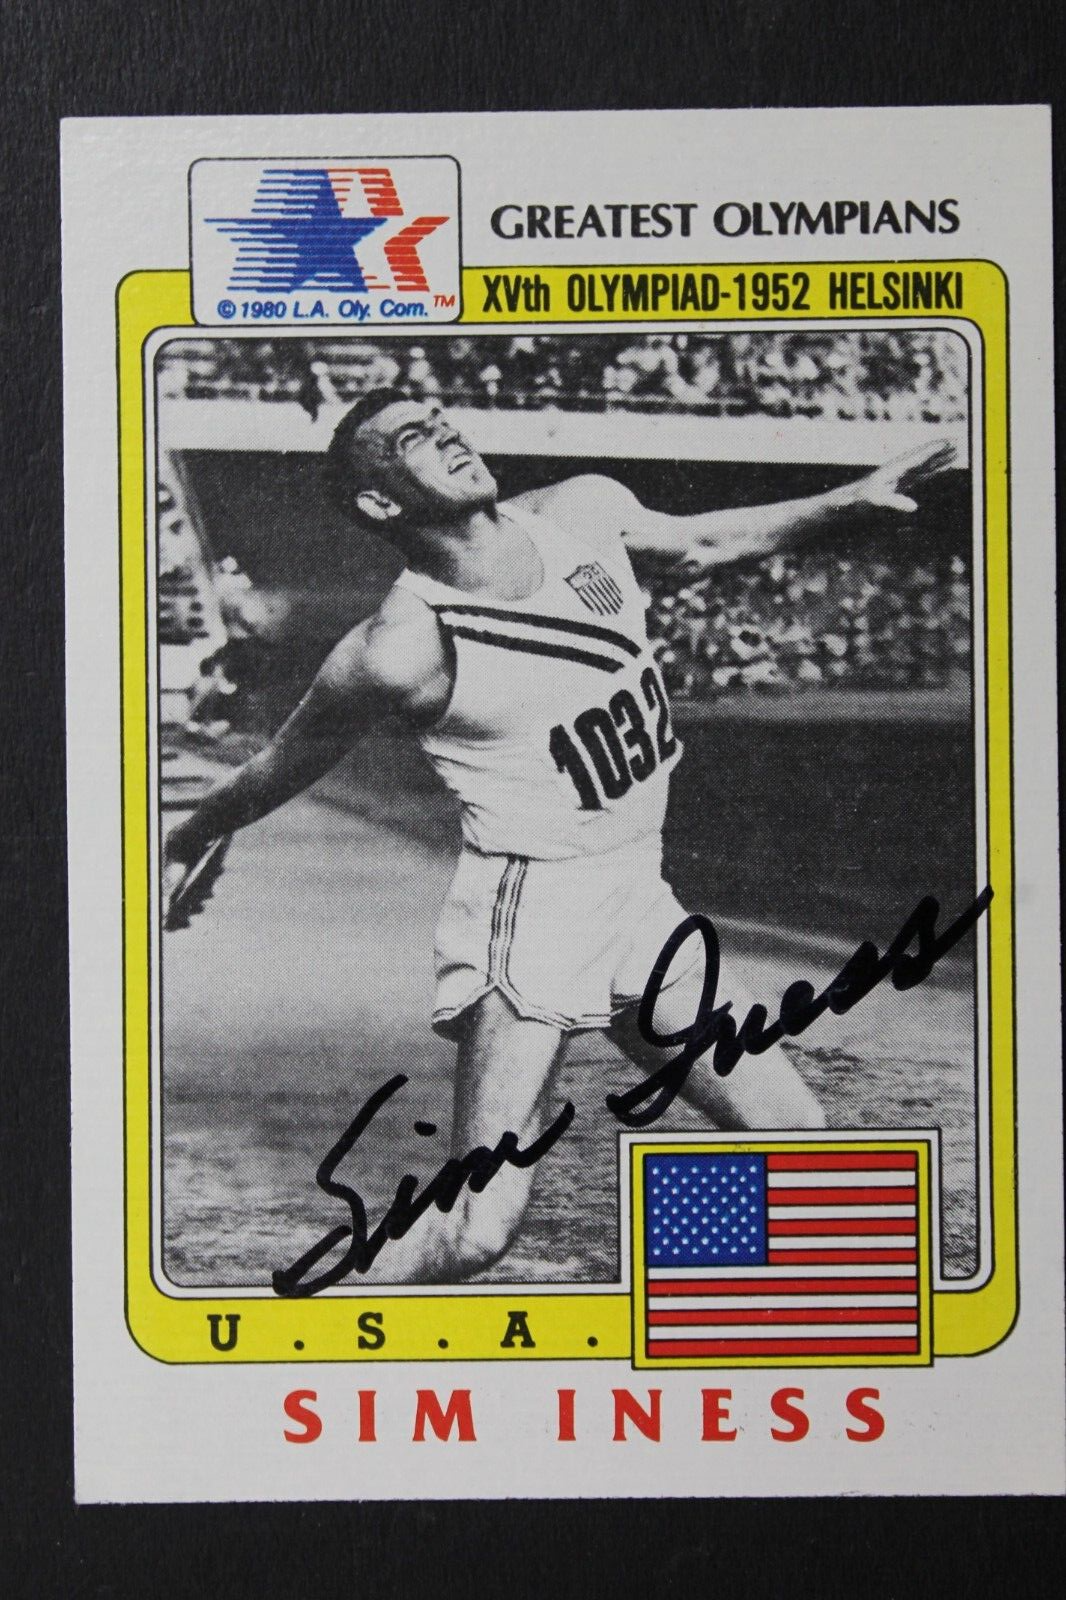 GREATEST OLYMPIANS
© 1980 L.A. Oly. Com.™
XVth OLYMPIAD-1952 HELSINKI
1032
Sim Iness
U.S.A.
SIM INESS